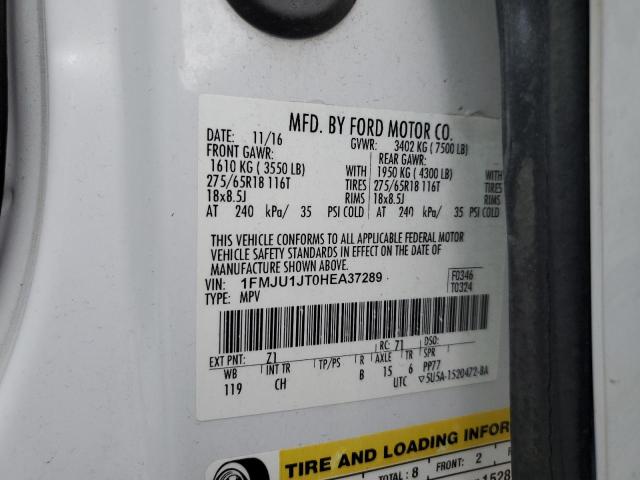 MFD. BY FORD MOTOR CO.
DATE: 11/16 GVWR: 3402 KG ( 7500 LB)
FRONT GAWR: REAR GAWR:
1610 KG ( 3550 LB) WITH 1950 KG ( 4300 LB) WITH
275/65R18 116T TIRES 275/65R18 116T TIRES
18x8.5J RIMS 18x8.5J RIMS
AT 240 kPa/ 35 PSI COLD AT 240 kPa/ 35 PSI COLD
THIS VEHICLE CONFORMS TO ALL APPLICABLE FEDERAL MOTOR
VEHICLE SAFETY STANDARDS IN EFFECT ON THE DATE OF
MANUFACTURE SHOWN ABOVE.
VIN: 1FMJU1JT0HEA37289 F0346
TYPE: MPV T0324
EXT PNT: Z1 RC: 71 DSO:
WB INT TR TP/PS R AXLE TR SPR
119 CH B 15 6 PP77
UTC ▽5U5A-1520472-BA
TIRE AND LOADING INFOR
TOTAL: 8 FRONT: 2